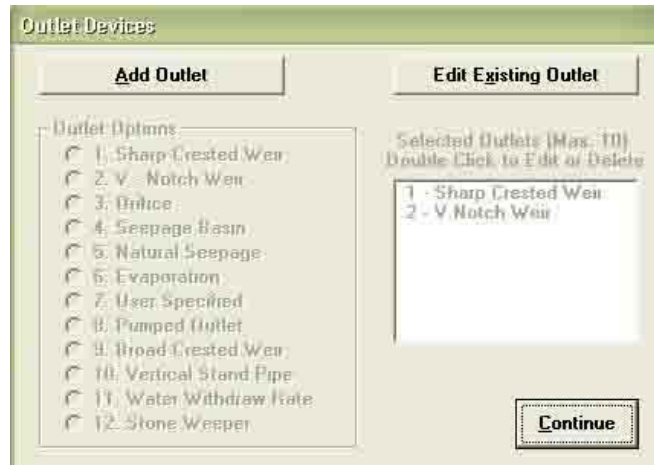 Outlet Devices
Add Outlet
Edit Existing Outlet
Outlet Options
1. Sharp Crested Weir
2. V - Notch Weir
3. Orifice
4. Seepage Basin
5. Natural Seepage
6. Evaporation
7. User Specified
8. Pumped Outlet
9. Broad Crested Weir
10. Vertical Stand Pipe
11. Water Withdraw Rate
12. Stone Weeper
Selected Outlets (Max. 10)
Double Click to Edit or Delete
1 - Sharp Crested Weir
2 - V Notch Weir
Continue